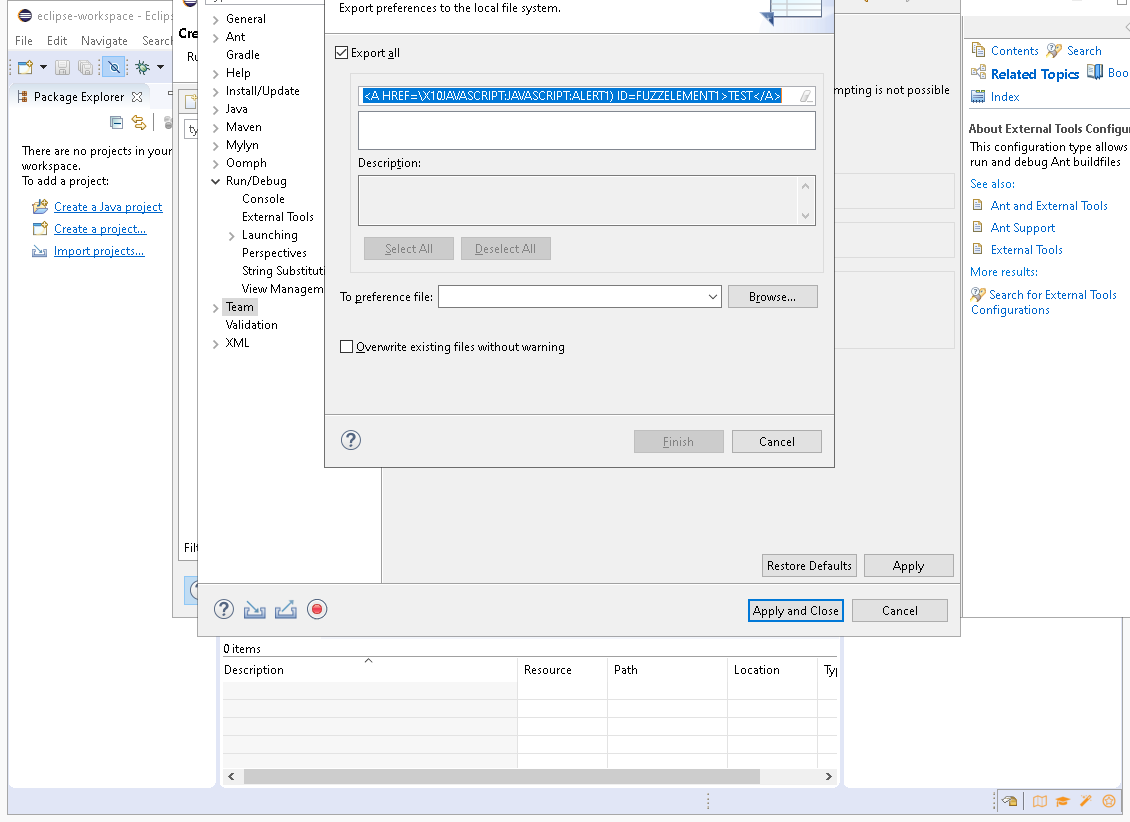 eclipse-workspace - Eclips
File Edit Navigate Search
Package Explorer
There are no projects in your
workspace.
To add a project:
Create a Java project
Create a project...
Import projects...
Cre
Ru
ty
Filt
General
Ant
Gradle
Help
Install/Update
Java
Maven
Mylyn
Oomph
Run/Debug
Console
External Tools
Launching
Perspectives
String Substituti
View Managem
Team
Validation
XML
Export preferences to the local file system.
Export all
<A HREF=\X10JAVASCRIPT:JAVASCRIPT:ALERT1) ID=FUZZELEMENT1>TEST</A>
Description:
Select All Deselect All
To preference file: Browse...
Overwrite existing files without warning
Finish Cancel
mpting is not possible
Restore Defaults Apply
Apply and Close Cancel
Contents Search
Related Topics Boo
Index
About External Tools Configu
This configuration type allows
run and debug Ant buildfiles
See also:
Ant and External Tools
Ant Support
External Tools
More results:
Search for External Tools
Configurations
0 items
Description Resource Path Location Typ